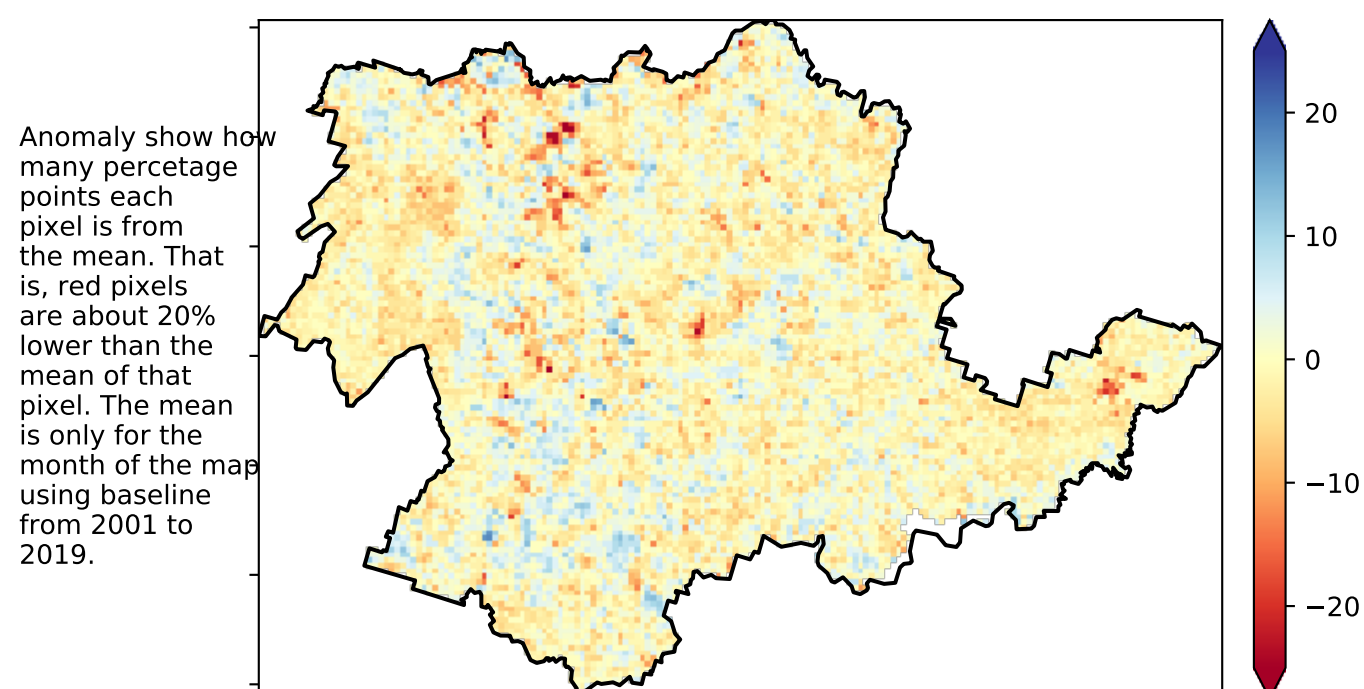 Anomaly show how
many percetage
points each
pixel is from
the mean. That
is, red pixels
are about 20%
lower than the
mean of that
pixel. The mean
is only for the
month of the map
using baseline
from 2001 to
2019.
20
10
0
−10
−20